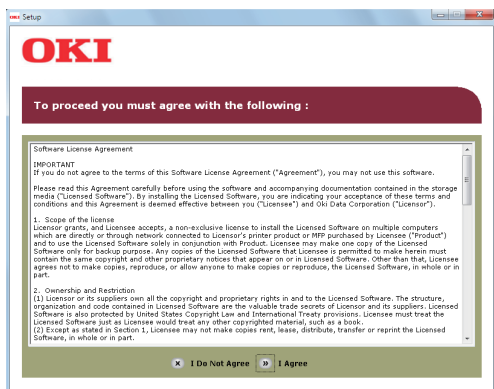 OKI Setup
OKI
To proceed you must agree with the following :
Software License Agreement
IMPORTANT
If you do not agree to the terms of this Software License Agreement ("Agreement"), you may not use this software.
Please read this Agreement carefully before using the software and accompanying documentation contained in the storage
media ("Licensed Software"). By installing the Licensed Software, you are indicating your acceptance of these terms and
conditions and this Agreement is deemed effective between you ("Licensee") and Oki Data Corporation ("Licensor").
1. Scope of the license
Licensor grants, and Licensee accepts, a non-exclusive license to install the Licensed Software on multiple computers
which are directly or through network connected to Licensor's printer product or MFP purchased by Licensee ("Product")
and to use the Licensed Software solely in conjunction with Product. Licensee may make one copy of the Licensed
Software only for backup purpose. Any copies of the Licensed Software that Licensee is permitted to make herein must
contain the same copyright and other proprietary notices that appear on or in Licensed Software. Other than that, Licensee
agrees not to make copies, reproduce, or allow anyone to make copies or reproduce, the Licensed Software, in whole or in
part.
2. Ownership and Restriction
(1) Licensor or its suppliers own all the copyright and proprietary rights in and to the Licensed Software. The structure,
organization and code contained in Licensed Software are the valuable trade secrets of Licensor and its suppliers. Licensed
Software is also protected by United States Copyright Law and International Treaty provisions. Licensee must treat the
Licensed Software just as Licensee would treat any other copyrighted material, such as a book.
(2) Except as stated in Section 1, Licensee may not make copies rent, lease, distribute, transfer or reprint the Licensed
Software, in whole or in part.
I Do Not Agree I Agree